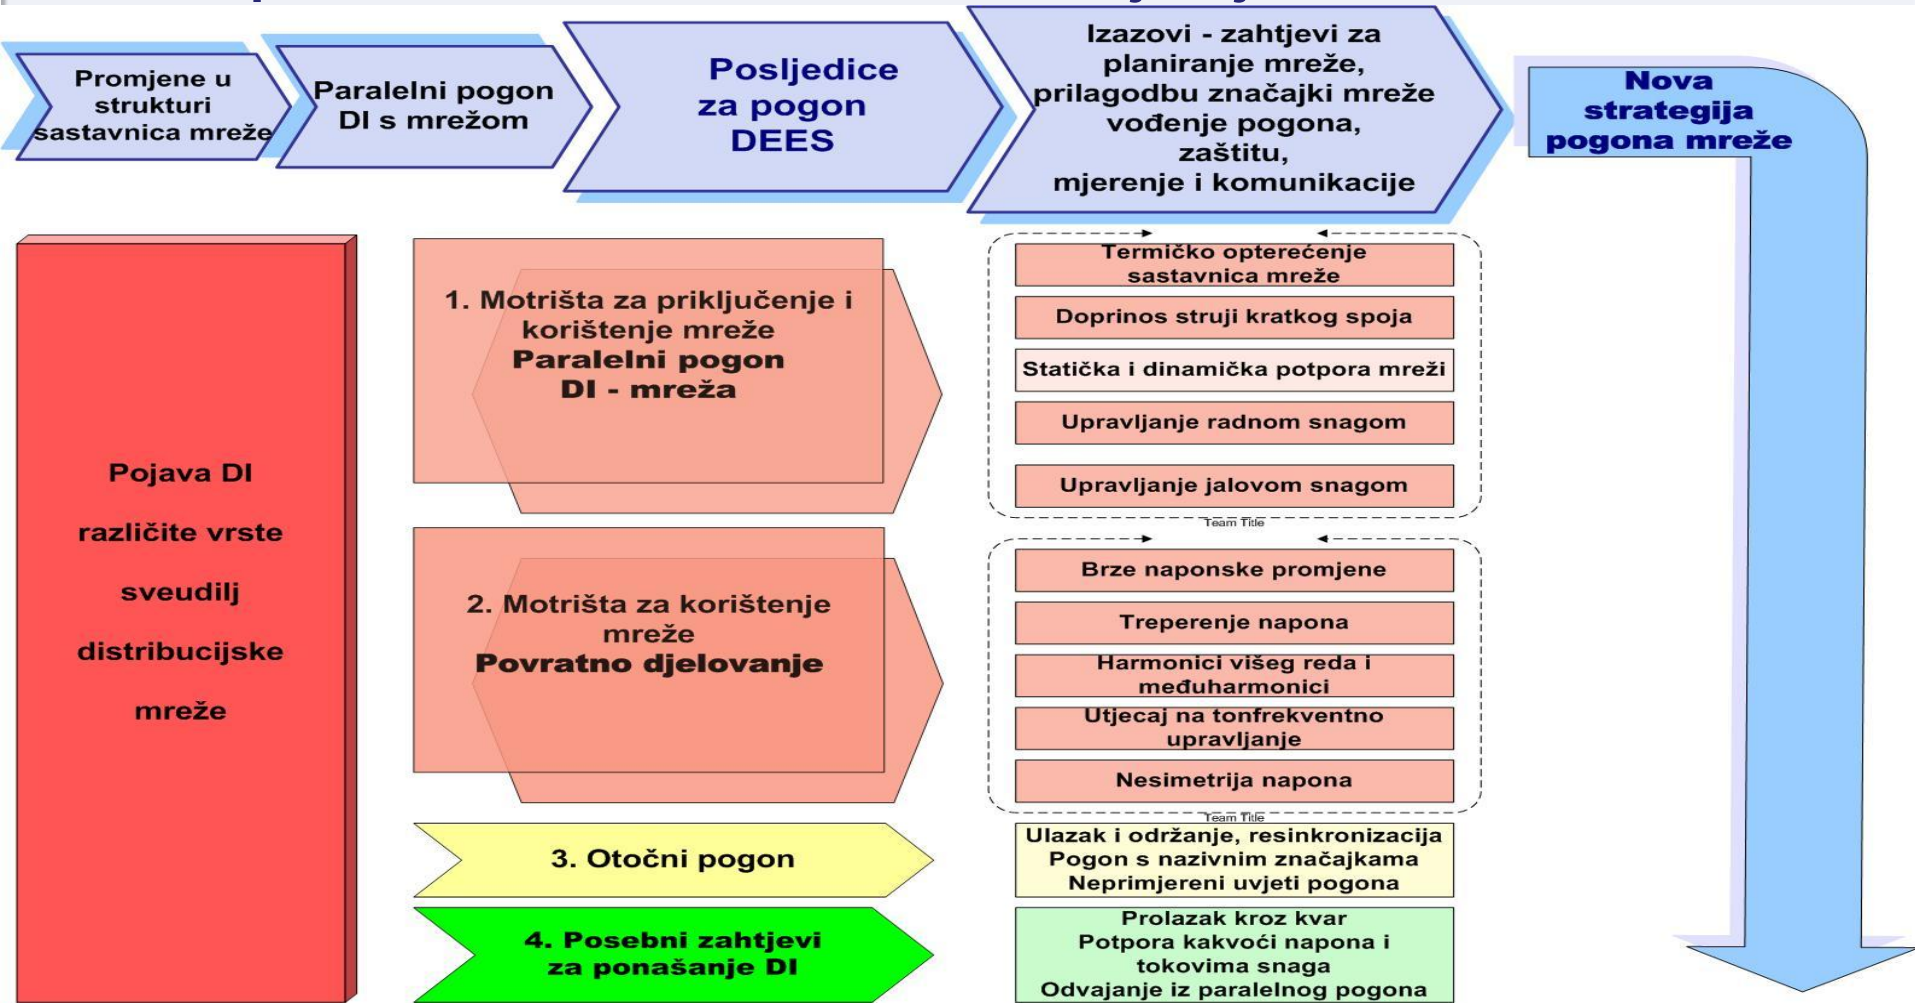 Promjene u
strukturi
sastavnica mreže
Paralelni pogon
DI s mrežom
Posljedice
za pogon
DEES
Izazovi - zahtjevi za
planiranje mreže,
prilagodbu značajki mreže
vođenje pogona,
zaštitu,
mjerenje i komunikacije
Nova
strategija
pogona mreže
Pojava DI
različite vrste
sveudilj
distribucijske
mreže
1. Motrišta za priključenje i
korištenje mreže
Paralelni pogon
DI - mreža
Termičko opterećenje
sastavnica mreže
Doprinos struji kratkog spoja
Statička i dinamička potpora mreži
Upravljanje radnom snagom
Upravljanje jalovom snagom
Team Title
2. Motrišta za korištenje
mreže
Povratno djelovanje
Brze naponske promjene
Treperenje napona
Harmonici višeg reda i
međuharmonici
Utjecaj na tonfrekventno
upravljanje
Nesimetrija napona
Team Title
3. Otočni pogon
Ulazak i održanje, resinkronizacija
Pogon s nazivnim značajkama
Neprimjereni uvjeti pogona
4. Posebni zahtjevi
za ponašanje DI
Prolazak kroz kvar
Potpora kakvoći napona i
tokovima snaga
Odvajanje iz paralelnog pogona